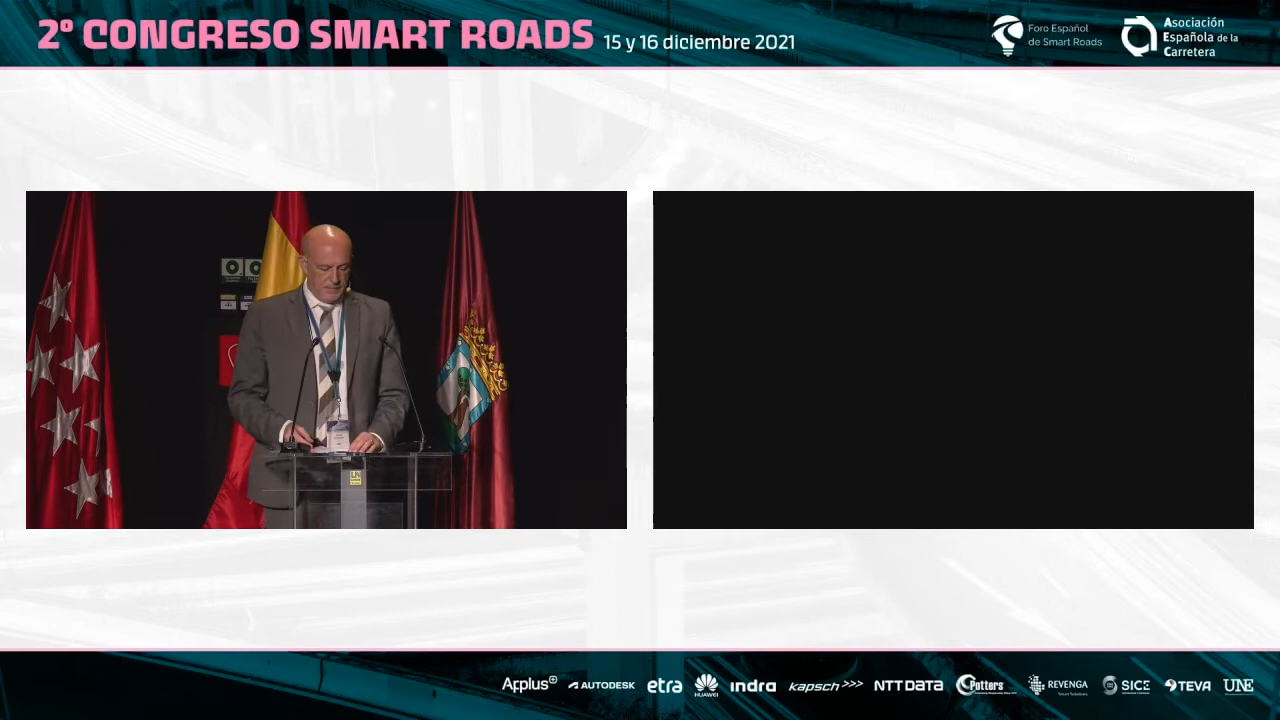 2º CONGRESO SMART ROADS 15 y 16 diciembre 2021
Foro Español
de Smart Roads
Asociación
Española de la
Carretera
Applus+
AUTODESK
etra
HUAWEI
indra
kapsch >>>
NTT DATA
Potters
REVENGA
SICE
TEVA
UNE